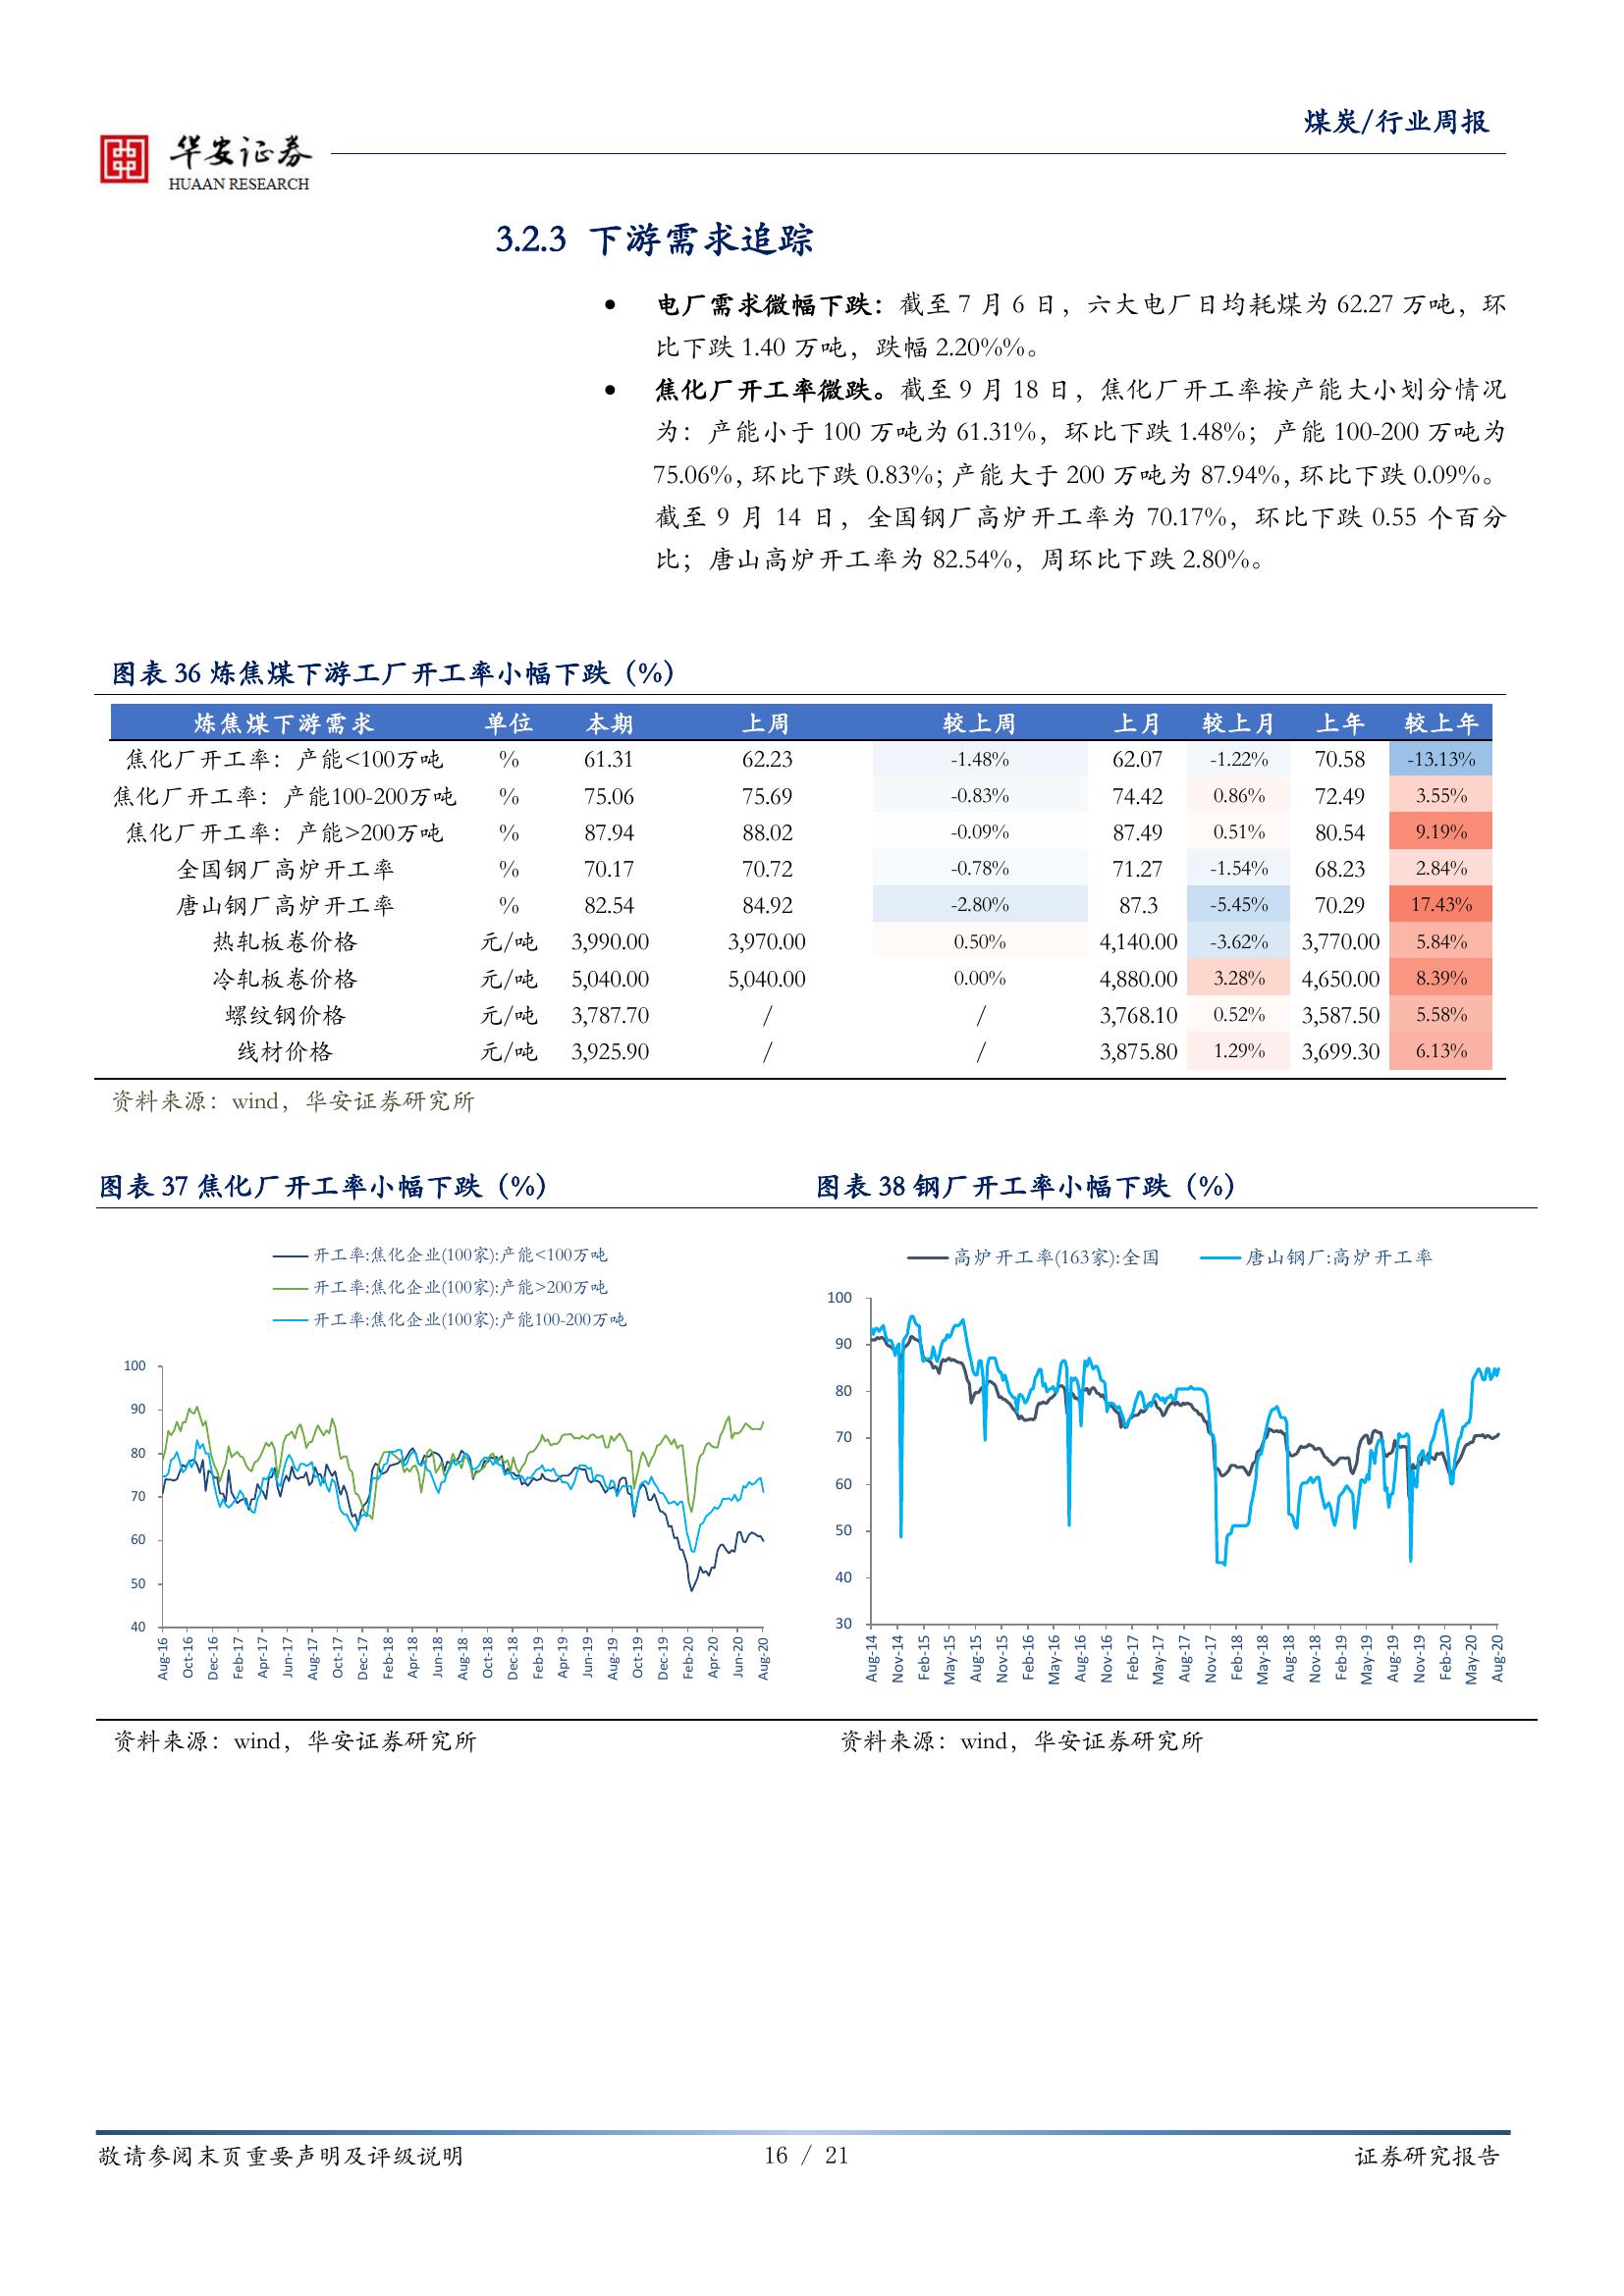 煤炭/行业周报
华安证券
HUAAN RESEARCH
3.2.3 下游需求追踪
• 电厂需求微幅下跌：截至 7 月 6 日，六大电厂日均耗煤为 62.27 万吨，环
比下跌 1.40 万吨，跌幅 2.20%%。
• 焦化厂开工率微跌。截至 9 月 18 日，焦化厂开工率按产能大小划分情况
为：产能小于 100 万吨为 61.31%，环比下跌 1.48%；产能 100-200 万吨为
75.06%，环比下跌 0.83%；产能大于 200 万吨为 87.94%，环比下跌 0.09%。
截至 9 月 14 日，全国钢厂高炉开工率为 70.17%，环比下跌 0.55 个百分
比；唐山高炉开工率为 82.54%，周环比下跌 2.80%。
图表 36 炼焦煤下游工厂开工率小幅下跌（%）
炼焦煤下游需求 单位 本期 上周 较上周 上月 较上月 上年 较上年
焦化厂开工率：产能<100万吨 % 61.31 62.23 -1.48% 62.07 -1.22% 70.58 -13.13%
焦化厂开工率：产能100-200万吨 % 75.06 75.69 -0.83% 74.42 0.86% 72.49 3.55%
焦化厂开工率：产能>200万吨 % 87.94 88.02 -0.09% 87.49 0.51% 80.54 9.19%
全国钢厂高炉开工率 % 70.17 70.72 -0.78% 71.27 -1.54% 68.23 2.84%
唐山钢厂高炉开工率 % 82.54 84.92 -2.80% 87.3 -5.45% 70.29 17.43%
热轧板卷价格 元/吨 3,990.00 3,970.00 0.50% 4,140.00 -3.62% 3,770.00 5.84%
冷轧板卷价格 元/吨 5,040.00 5,040.00 0.00% 4,880.00 3.28% 4,650.00 8.39%
螺纹钢价格 元/吨 3,787.70 / / 3,768.10 0.52% 3,587.50 5.58%
线材价格 元/吨 3,925.90 / / 3,875.80 1.29% 3,699.30 6.13%
资料来源：wind，华安证券研究所
图表 37 焦化厂开工率小幅下跌（%）
开工率:焦化企业(100家):产能<100万吨
开工率:焦化企业(100家):产能>200万吨
开工率:焦化企业(100家):产能100-200万吨
100
90
80
70
60
50
40
Aug-16 Oct-16 Dec-16 Feb-17 Apr-17 Jun-17 Aug-17 Oct-17 Dec-17 Feb-18 Apr-18 Jun-18 Aug-18 Oct-18 Dec-18 Feb-19 Apr-19 Jun-19 Aug-19 Oct-19 Dec-19 Feb-20 Apr-20 Jun-20 Aug-20
资料来源：wind，华安证券研究所
图表 38 钢厂开工率小幅下跌（%）
高炉开工率(163家):全国 唐山钢厂:高炉开工率
100
90
80
70
60
50
40
30
Aug-14 Nov-14 Feb-15 May-15 Aug-15 Nov-15 Feb-16 May-16 Aug-16 Nov-16 Feb-17 May-17 Aug-17 Nov-17 Feb-18 May-18 Aug-18 Nov-18 Feb-19 May-19 Aug-19 Nov-19 Feb-20 May-20 Aug-20
资料来源：wind，华安证券研究所
敬请参阅末页重要声明及评级说明 16 / 21 证券研究报告